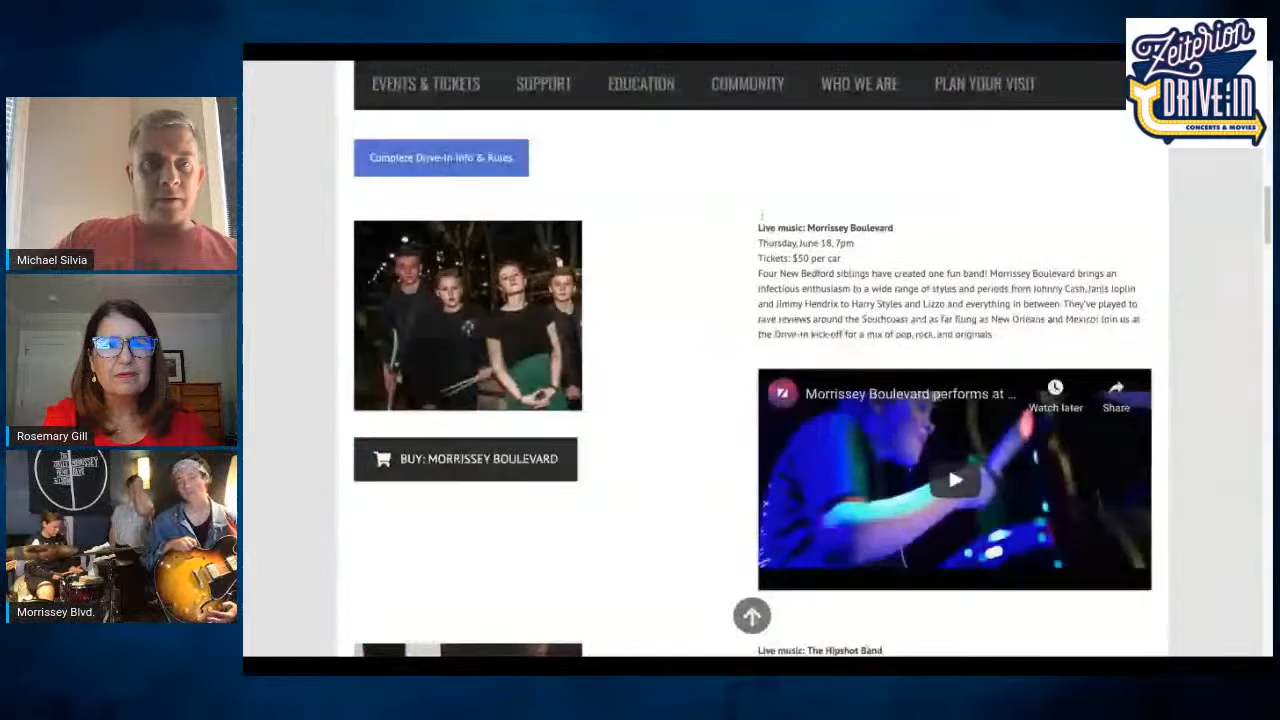 Zeiterion
DRIVE-IN
CONCERTS & MOVIES
EVENTS & TICKETS SUPPORT EDUCATION COMMUNITY WHO WE ARE PLAN YOUR VISIT
Complete Drive-In Info & Rules
Live music: Morrissey Boulevard
Thursday, June 18, 7pm
Tickets: $50 per car
Four New Bedford siblings have created one fun band! Morrissey Boulevard brings an
infectious enthusiasm to a wide range of styles and periods from Johnny Cash, Janis Joplin
and Jimmy Hendrix to Harry Styles and Lizzo and everything in between. They've played to
rave reviews around the Southcoast and as far flung as New Orleans and Mexico! Join us at
the Drive-in kick-off for a mix of pop, rock, and originals
Morrissey Boulevard performs at ...
Watch later
Share
BUY: MORRISSEY BOULEVARD
Live music: The Hipshot Band
Michael Silvia
Rosemary Gill
Morrissey Blvd.